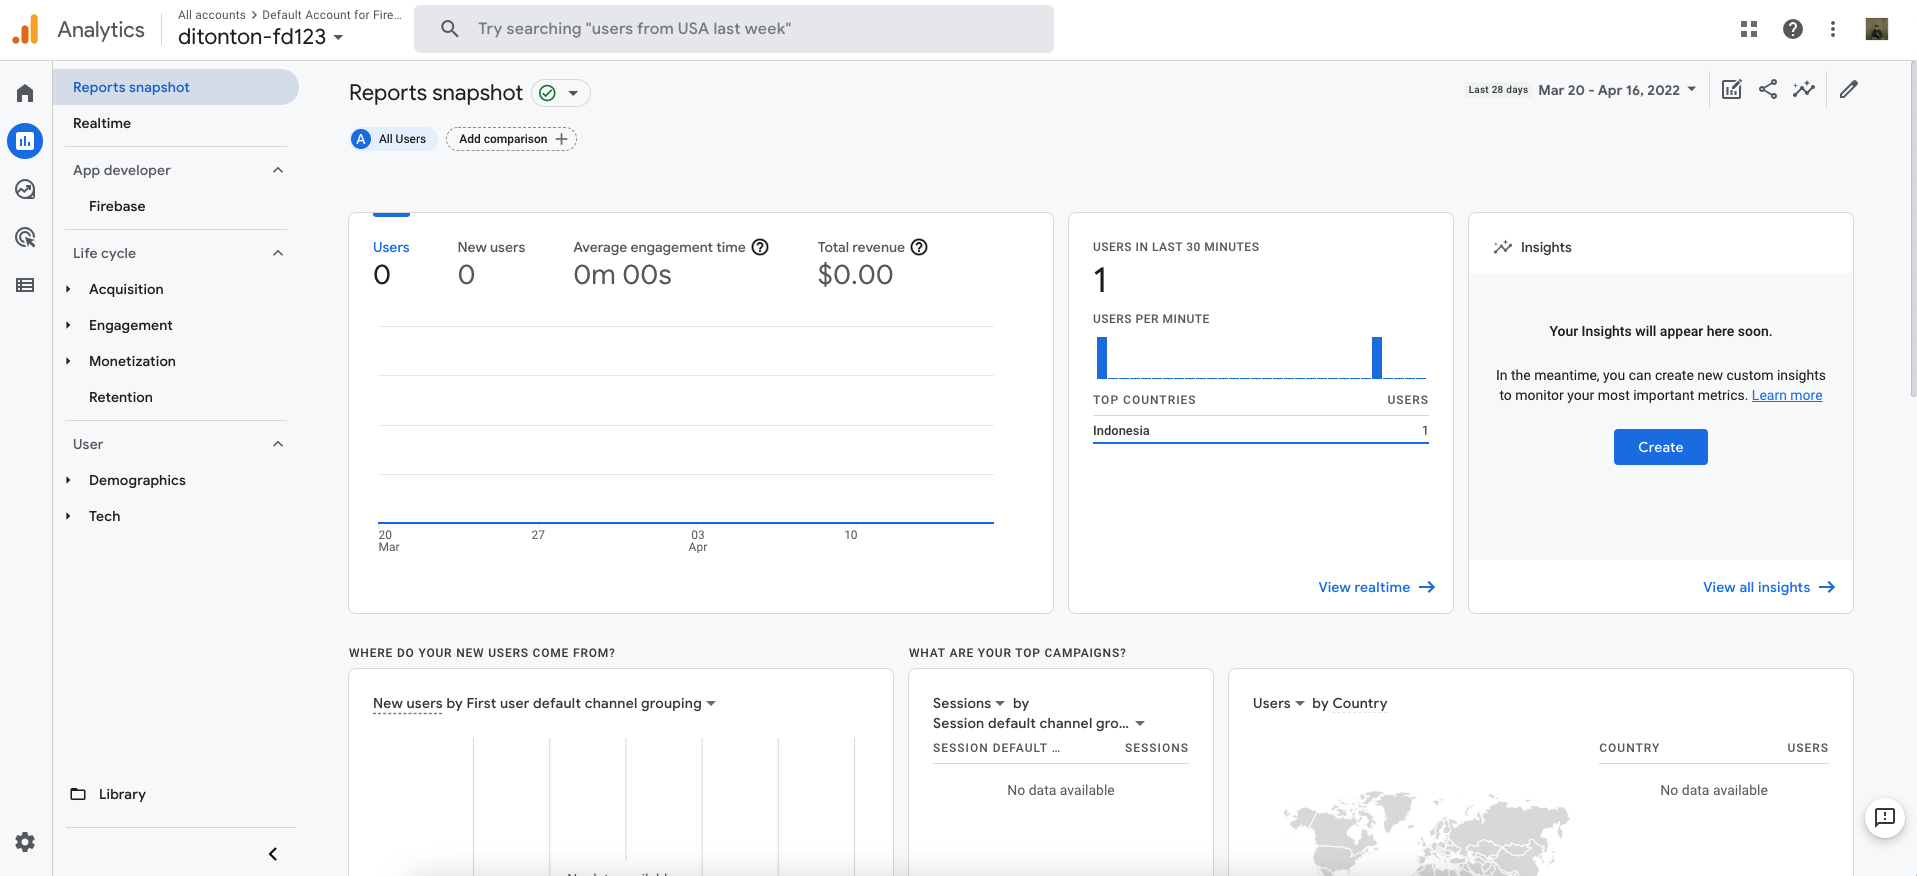 Analytics
All accounts > Default Account for Fire...
ditonton-fd123
Try searching "users from USA last week"
Reports snapshot
Realtime
App developer
Firebase
Life cycle
Acquisition
Engagement
Monetization
Retention
User
Demographics
Tech
Library
Reports snapshot
Last 28 days Mar 20 - Apr 16, 2022
A All Users
Add comparison
Users
0
New users
0
Average engagement time
0m 00s
Total revenue
$0.00
20
Mar
27
03
Apr
10
USERS IN LAST 30 MINUTES
1
USERS PER MINUTE
TOP COUNTRIES USERS
Indonesia 1
View realtime
Insights
Your Insights will appear here soon.
In the meantime, you can create new custom insights
to monitor your most important metrics. Learn more
Create
View all insights
WHERE DO YOUR NEW USERS COME FROM?
New users by First user default channel grouping
WHAT ARE YOUR TOP CAMPAIGNS?
Sessions by
Session default channel gro...
SESSION DEFAULT ... SESSIONS
No data available
Users by Country
COUNTRY USERS
No data available